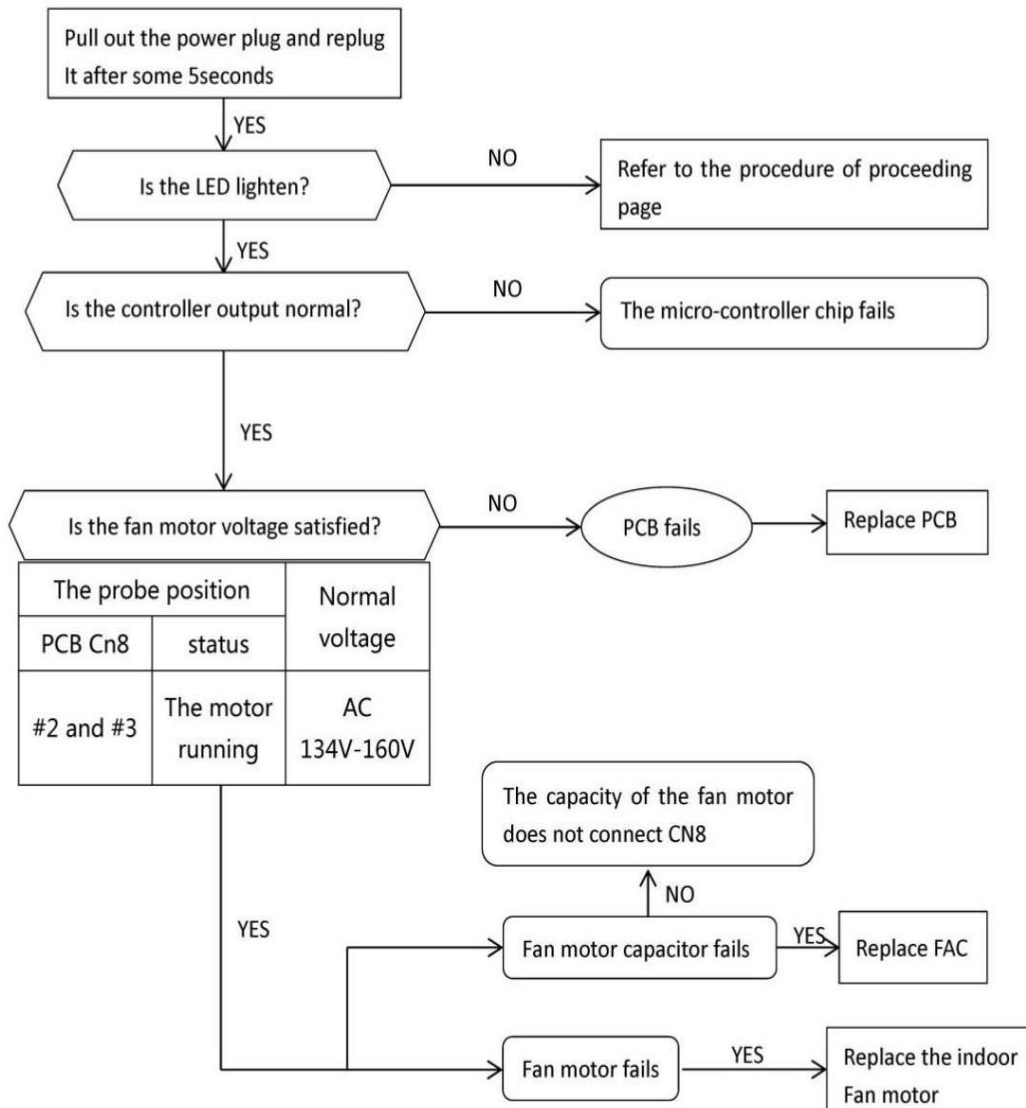 Pull out the power plug and replug
It after some 5seconds
YES
NO
Is the LED lighten?
Refer to the procedure of proceeding
page
YES
NO
Is the controller output normal?
The micro-controller chip fails
YES
NO
Is the fan motor voltage satisfied?
PCB fails
Replace PCB
The probe position
Normal
voltage
PCB Cn8
status
#2 and #3
The motor
running
AC
134V-160V
The capacity of the fan motor
does not connect CN8
NO
YES
Fan motor capacitor fails
YES
Replace FAC
Fan motor fails
YES
Replace the indoor
Fan motor